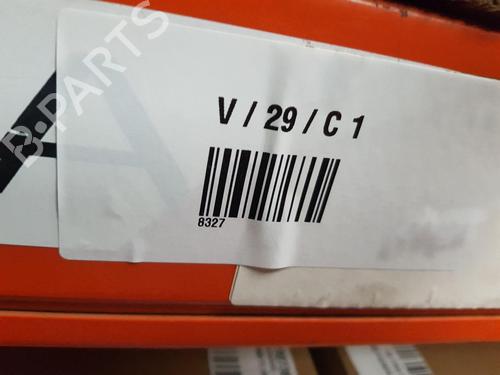 B-PARTS
A
V / 29 / C 1
8327